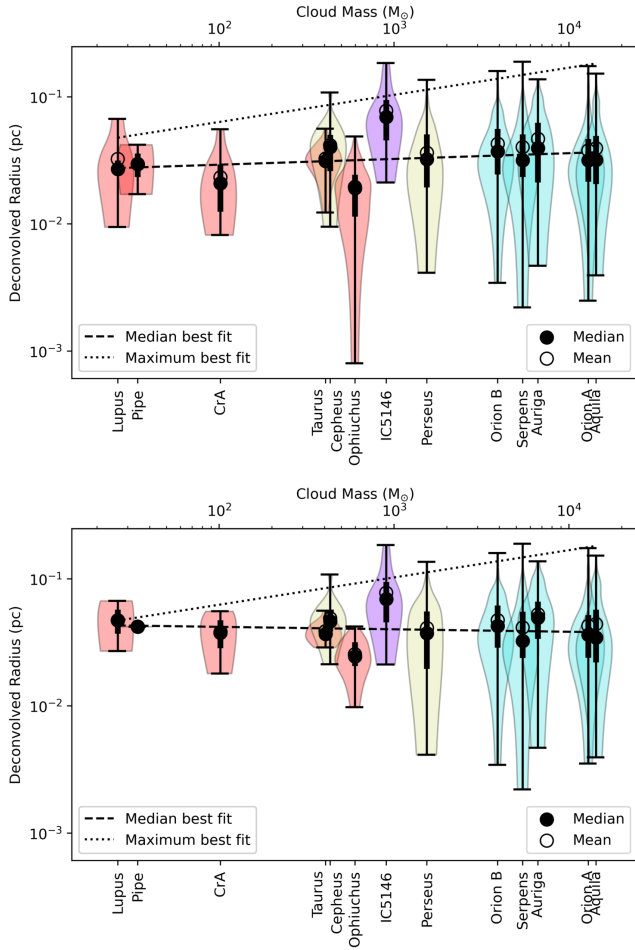 Cloud Mass (M⊙)
10² 10³ 10⁴
Deconvolved Radius (pc)
10⁻¹
10⁻²
10⁻³
Median best fit
Maximum best fit
Median
Mean
Lupus
Pipe
CrA
Taurus
Cepheus
Ophiuchus
IC5146
Perseus
Orion B
Serpens
Auriga
Orion A
Aquila
Cloud Mass (M⊙)
10² 10³ 10⁴
Deconvolved Radius (pc)
10⁻¹
10⁻²
10⁻³
Median best fit
Maximum best fit
Median
Mean
Lupus
Pipe
CrA
Taurus
Cepheus
Ophiuchus
IC5146
Perseus
Orion B
Serpens
Auriga
Orion A
Aquila